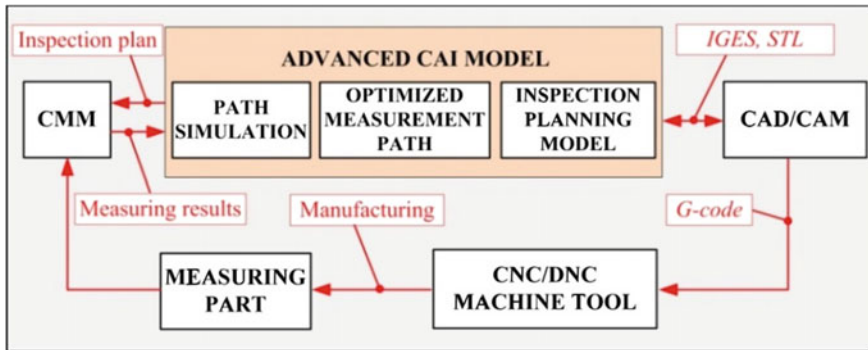 Inspection plan
ADVANCED CAI MODEL
IGES, STL
CMM
PATH
SIMULATION
OPTIMIZED
MEASUREMENT
PATH
INSPECTION
PLANNING
MODEL
CAD/CAM
Measuring results
Manufacturing
G-code
MEASURING
PART
CNC/DNC
MACHINE TOOL